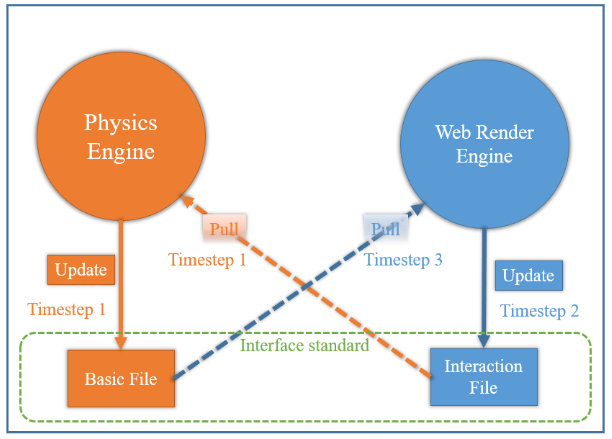 Physics
Engine
Web Render
Engine
Pull
Pull
Timestep 1
Timestep 3
Update
Update
Timestep 1
Timestep 2
Interface standard
Basic File
Interaction
File